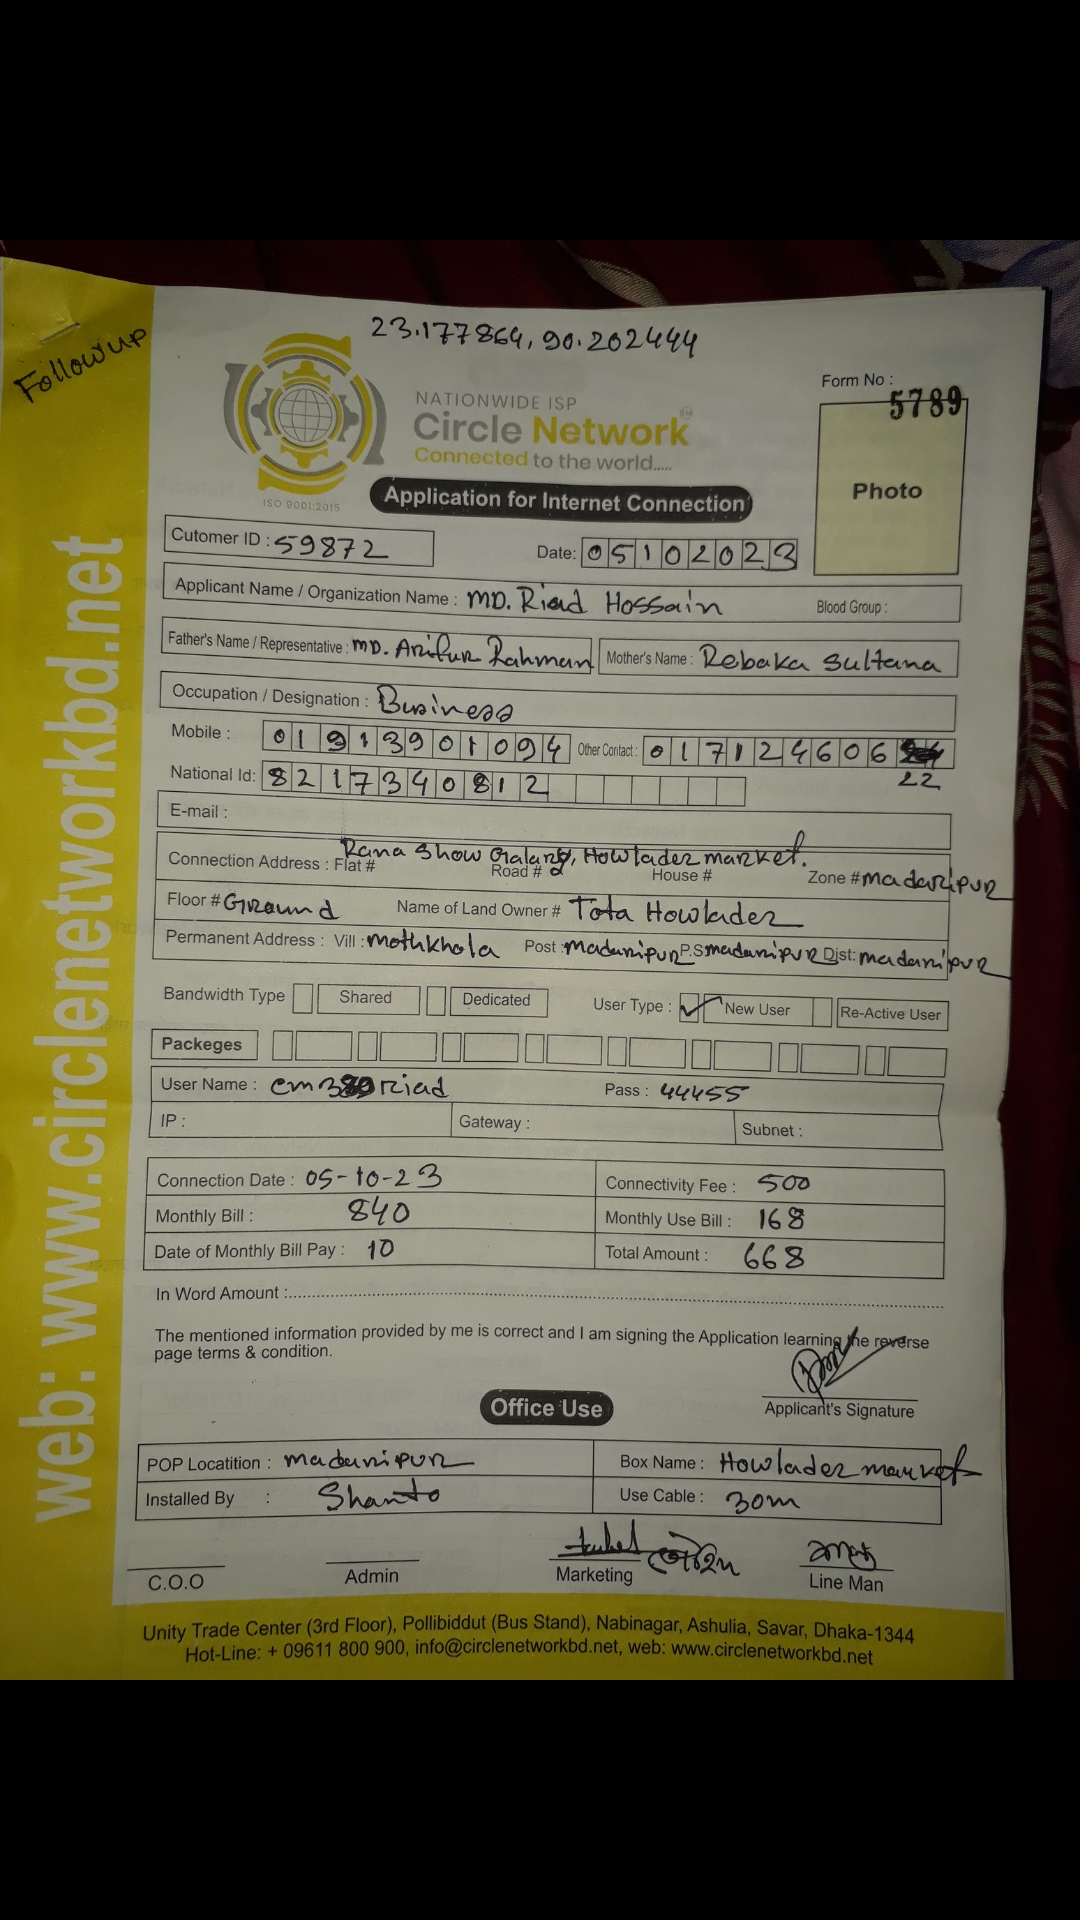 23.177864, 90.202444
Follow up
NATIONWIDE ISP
Circle Network
Connected to the world.....
ISO 9001:2015
Form No :
5789
Photo
Application for Internet Connection
Cutomer ID : 59872
Date: 05102023
Applicant Name / Organization Name : MD. Riad Hossain Blood Group :
Father's Name / Representative : MD. Arifur Rahman Mother's Name : Rebaka Sultana
Occupation / Designation : Business
Mobile : 01913901094 Other Contact : 017124606
22
National Id: 8217340812
E-mail :
Rana Show Galary, Howlader market.
Connection Address : Flat # Road # House # Zone # madaripur
Floor # Ground Name of Land Owner # Tota Howlader
Permanent Address : Vill : mothkhola Post : Madaripur P.S madaripur Dist: madaripur
Bandwidth Type Shared Dedicated User Type : ✓ New User Re-Active User
Packeges
User Name : riad Pass : 44455
IP : Gateway : Subnet :
Connection Date : 05-10-23 Connectivity Fee : 500
Monthly Bill : 840 Monthly Use Bill : 168
Date of Monthly Bill Pay : 10 Total Amount : 668
In Word Amount :
The mentioned information provided by me is correct and I am signing the Application learning the reverse
page terms & condition.
Applicant's Signature
Office Use
POP Locatition : madaripur Box Name : Howlader market
Installed By : Shanto Use Cable : 30m
C.O.O Admin Marketing Line Man
Unity Trade Center (3rd Floor), Pollibiddut (Bus Stand), Nabinagar, Ashulia, Savar, Dhaka-1344
Hot-Line: + 09611 800 900, info@circlenetworkbd.net, web: www.circlenetworkbd.net
web: www.circlenetworkbd.net